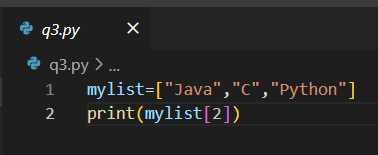 q3.py
q3.py > ...
1 mylist=["Java","C","Python"]
2 print(mylist[2])